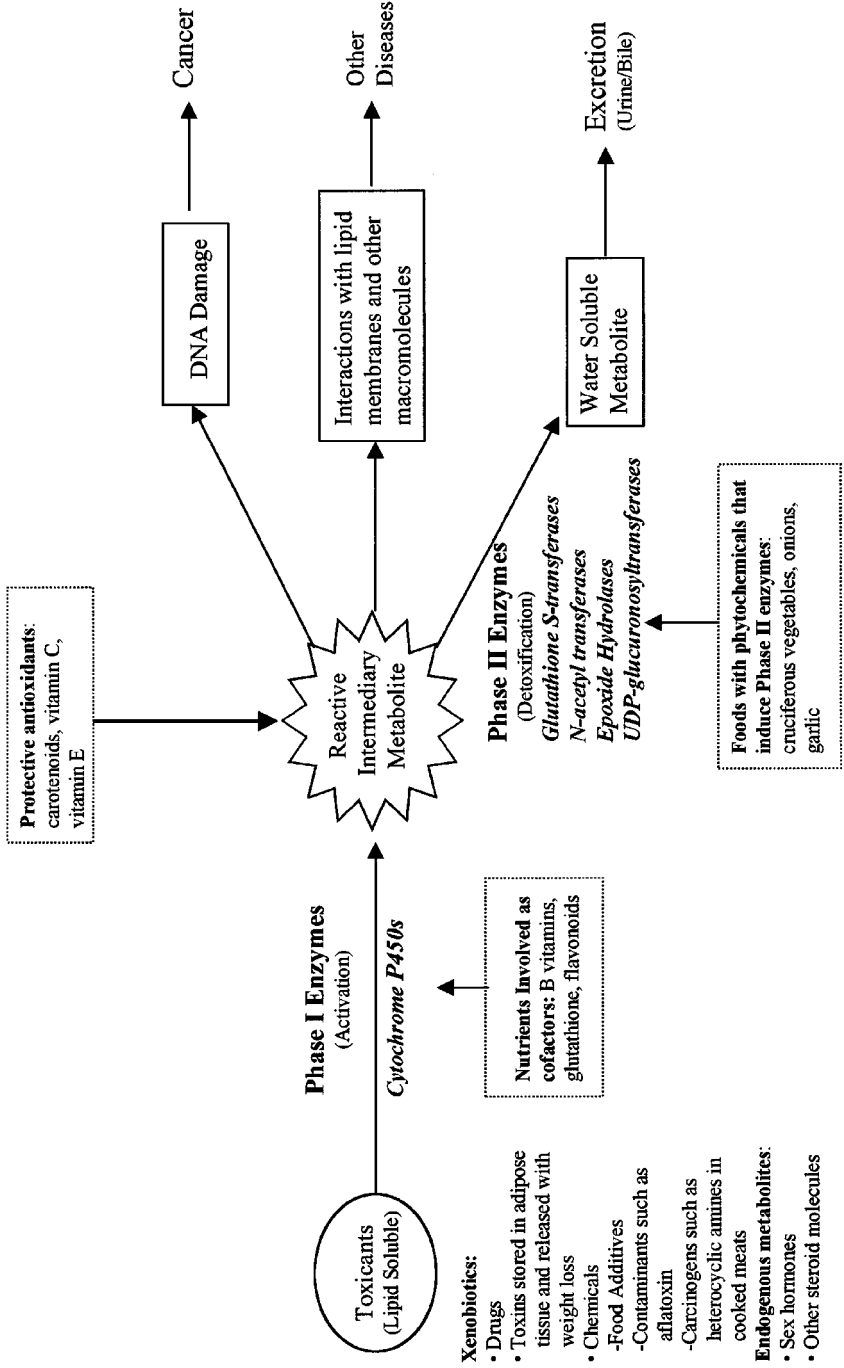 Protective antioxidants:
carotenoids, vitamin C,
vitamin E
Toxicants
(Lipid Soluble)
Phase I Enzymes
(Activation)
Cytochrome P450s
Nutrients Involved as
cofactors: B vitamins,
glutathione, flavonoids
Reactive
Intermediary
Metabolite
DNA Damage
Cancer
Interactions with lipid
membranes and other
macromolecules
Other
Diseases
Phase II Enzymes
(Detoxification)
Glutathione S-transferases
N-acetyl transferases
Epoxide Hydrolases
UDP-glucuronosyltransferases
Water Soluble
Metabolite
Excretion
(Urine/Bile)
Foods with phytochemicals that
induce Phase II enzymes:
cruciferous vegetables, onions,
garlic
Xenobiotics:
• Drugs
• Toxins stored in adipose
tissue and released with
weight loss
• Chemicals
-Food Additives
-Contaminants such as
aflatoxin
-Carcinogens such as
heterocyclic amines in
cooked meats
Endogenous metabolites:
• Sex hormones
• Other steroid molecules